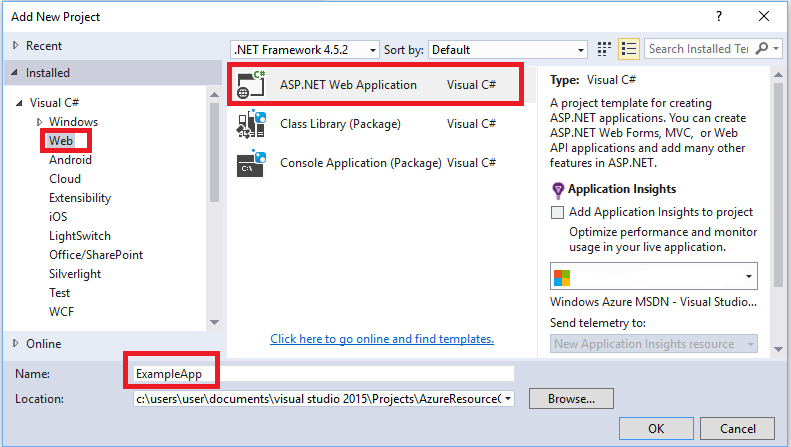 Add New Project
?
Recent
.NET Framework 4.5.2
Sort by:
Default
Search Installed Te
Installed
Visual C#
Windows
Web
Android
Cloud
Extensibility
iOS
LightSwitch
Office/SharePoint
Silverlight
Test
WCF
Online
C#
ASP.NET Web Application Visual C#
Class Library (Package) Visual C#
C:\
Console Application (Package) Visual C#
Click here to go online and find templates.
Type: Visual C#
A project template for creating
ASP.NET applications. You can create
ASP.NET Web Forms, MVC, or Web
API applications and add many other
features in ASP.NET.
Application Insights
Add Application Insights to project
Optimize performance and monitor
usage in your live application.
Windows Azure MSDN - Visual Studio...
Send telemetry to:
New Application Insights resource
Name: ExampleApp
Location: c:\users\user\documents\visual studio 2015\Projects\AzureResourceG
Browse...
OK
Cancel